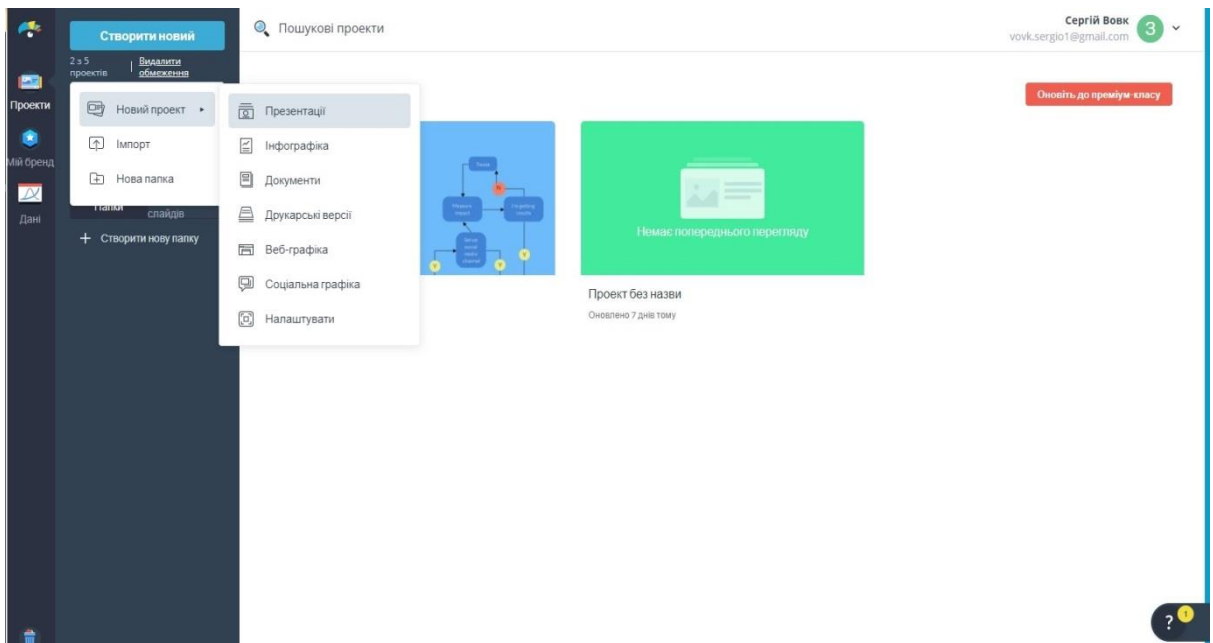 Створити новий
Пошукові проекти
Сергій Вовк
vovk.sergio1@gmail.com
З
2 з 5
проектів
Видалити
обмеження
Проекти
Мій бренд
Дані
Новий проект
Імпорт
Нова папка
Папки
слайдів
+ Створити нову папку
Презентації
Інфографіка
Документи
Друкарські версії
Веб-графіка
Соціальна графіка
Налаштувати
Оновіть до преміум-класу
Немає попереднього перегляду
Проект без назви
Оновлено 7 днів тому
?
1